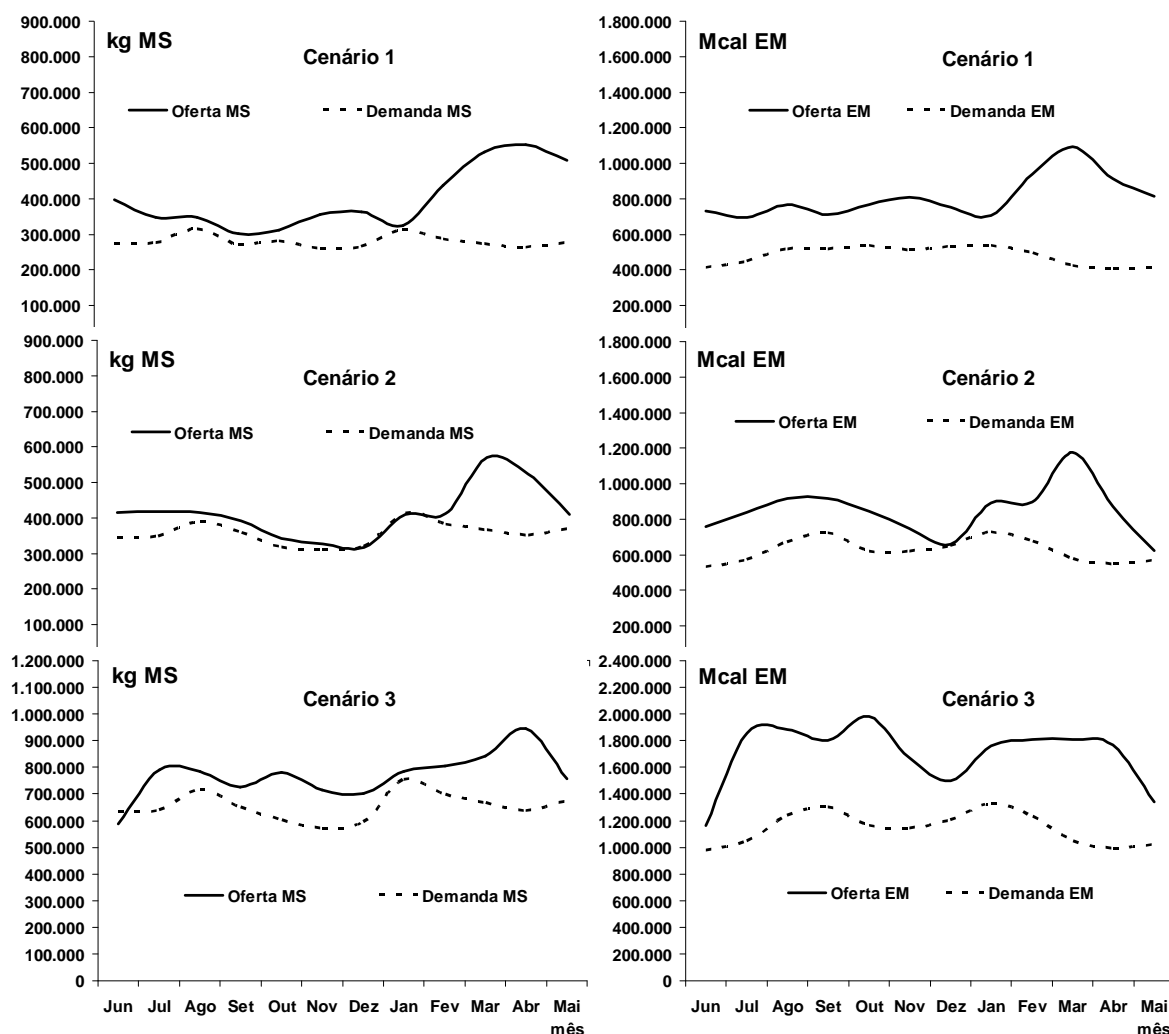 kg MS
Cenário 1
Oferta MS
Demanda MS
900.000
800.000
700.000
600.000
500.000
400.000
300.000
200.000
100.000
Mcal EM
Cenário 1
Oferta EM
Demanda EM
1.800.000
1.600.000
1.400.000
1.200.000
1.000.000
800.000
600.000
400.000
200.000
kg MS
Cenário 2
Oferta MS
Demanda MS
900.000
800.000
700.000
600.000
500.000
400.000
300.000
200.000
100.000
Mcal EM
Cenário 2
Oferta EM
Demanda EM
1.800.000
1.600.000
1.400.000
1.200.000
1.000.000
800.000
600.000
400.000
200.000
kg MS
Cenário 3
1.200.000
1.100.000
1.000.000
900.000
800.000
700.000
600.000
500.000
400.000
300.000
200.000
100.000
0
Oferta MS
Demanda MS
Jun Jul Ago Set Out Nov Dez Jan Fev Mar Abr Mai
mês
Mcal EM
Cenário 3
2.400.000
2.200.000
2.000.000
1.800.000
1.600.000
1.400.000
1.200.000
1.000.000
800.000
600.000
400.000
200.000
0
Oferta EM
Demanda EM
Jun Jul Ago Set Out Nov Dez Jan Fev Mar Abr Mai
mês